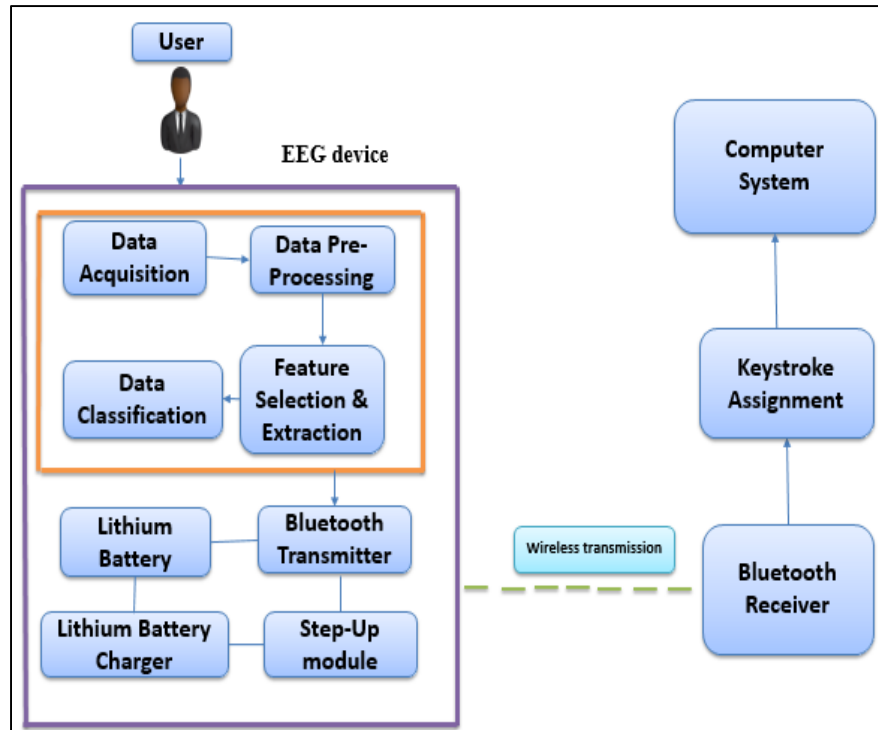 User
EEG device
Data
Acquisition
Data Pre-
Processing
Data
Classification
Feature
Selection &
Extraction
Lithium
Battery
Bluetooth
Transmitter
Lithium Battery
Charger
Step-Up
module
Wireless transmission
Computer
System
Keystroke
Assignment
Bluetooth
Receiver